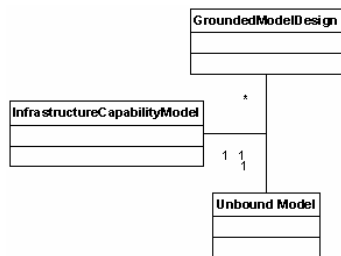 GroundedModelDesign
*
InfrastructureCapabilityModel
1 1
1
Unbound Model